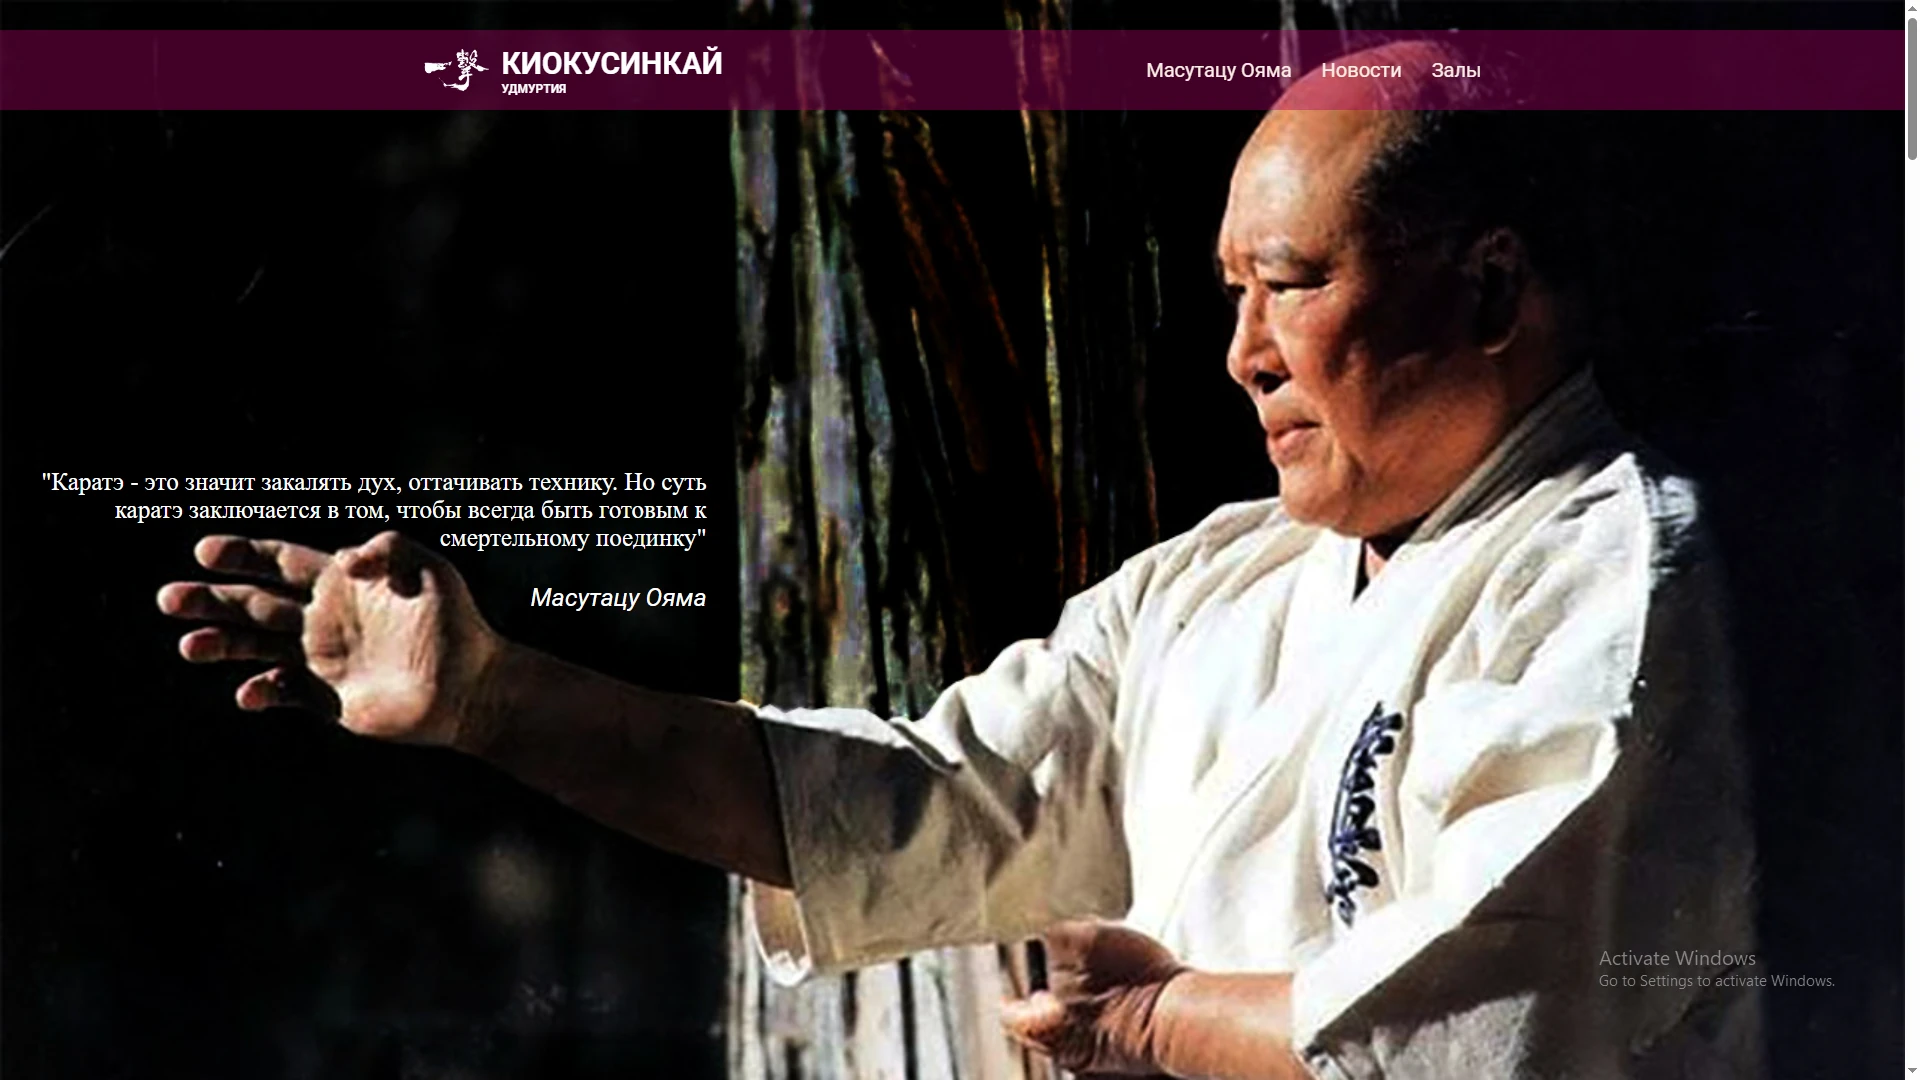 一撃
КИОКУСИНКАЙ
УДМУРТИЯ
Масутацу Ояма
Новости
Залы
"Каратэ - это значит закалять дух, оттачивать технику. Но суть
каратэ заключается в том, чтобы всегда быть готовым к
смертельному поединку"
Масутацу Ояма
Activate Windows
Go to Settings to activate Windows.